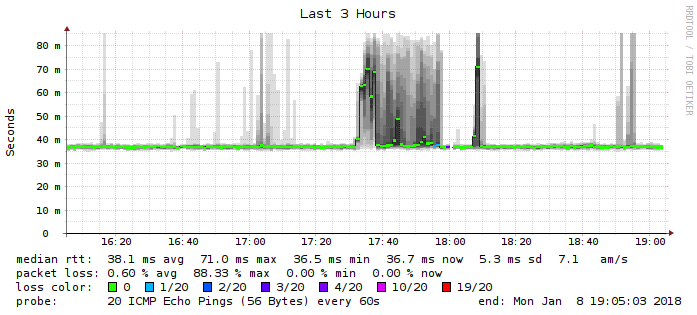 Last 3 Hours
RRDTOOL / TOBI OETIKER
Seconds
80 m
70 m
60 m
50 m
40 m
30 m
20 m
10 m
0
16:20 16:40 17:00 17:20 17:40 18:00 18:20 18:40 19:00
median rtt: 38.1 ms avg 71.0 ms max 36.5 ms min 36.7 ms now 5.3 ms sd 7.1 am/s
packet loss: 0.60 % avg 88.33 % max 0.00 % min 0.00 % now
loss color: 0 1/20 2/20 3/20 4/20 10/20 19/20
probe: 20 ICMP Echo Pings (56 Bytes) every 60s end: Mon Jan 8 19:05:03 2018